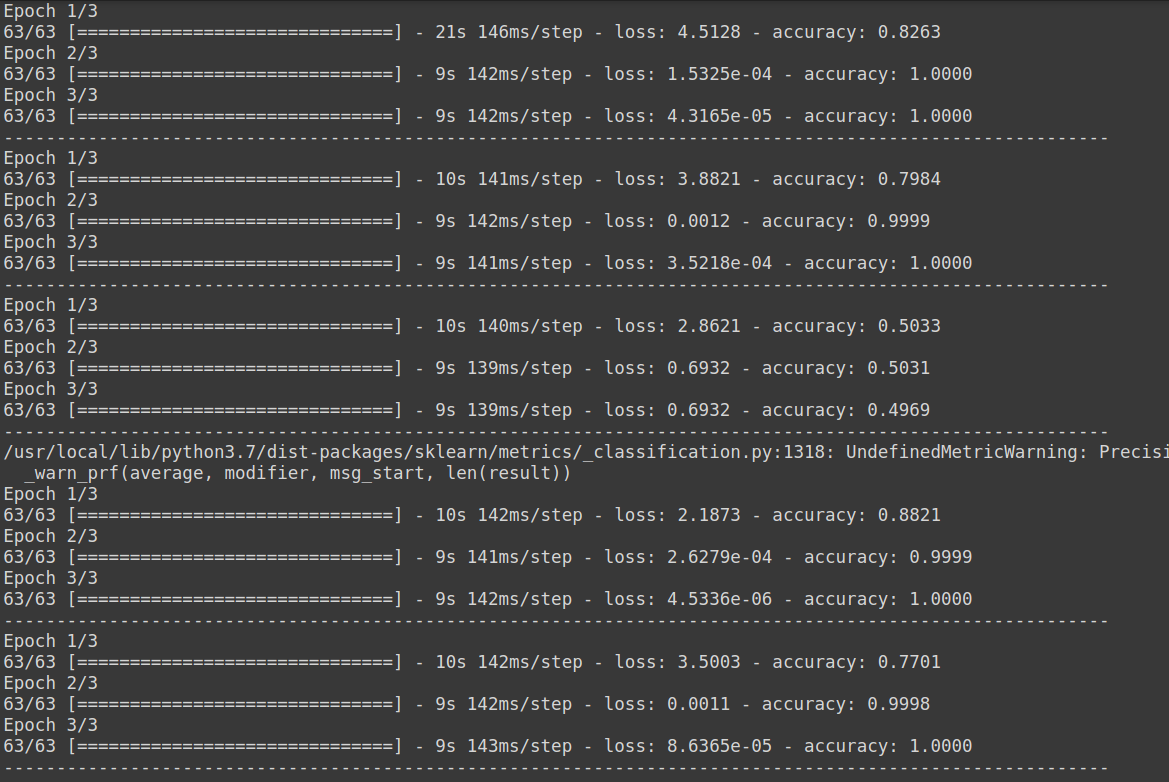 Epoch 1/3
63/63 [==============================] - 21s 146ms/step - loss: 4.5128 - accuracy: 0.8263
Epoch 2/3
63/63 [==============================] - 9s 142ms/step - loss: 1.5325e-04 - accuracy: 1.0000
Epoch 3/3
63/63 [==============================] - 9s 142ms/step - loss: 4.3165e-05 - accuracy: 1.0000
---------------------------------------------------------------------------------------------------------
Epoch 1/3
63/63 [==============================] - 10s 141ms/step - loss: 3.8821 - accuracy: 0.7984
Epoch 2/3
63/63 [==============================] - 9s 142ms/step - loss: 0.0012 - accuracy: 0.9999
Epoch 3/3
63/63 [==============================] - 9s 141ms/step - loss: 3.5218e-04 - accuracy: 1.0000
---------------------------------------------------------------------------------------------------------
Epoch 1/3
63/63 [==============================] - 10s 140ms/step - loss: 2.8621 - accuracy: 0.5033
Epoch 2/3
63/63 [==============================] - 9s 139ms/step - loss: 0.6932 - accuracy: 0.5031
Epoch 3/3
63/63 [==============================] - 9s 139ms/step - loss: 0.6932 - accuracy: 0.4969
---------------------------------------------------------------------------------------------------------
/usr/local/lib/python3.7/dist-packages/sklearn/metrics/_classification.py:1318: UndefinedMetricWarning: Precisi
  _warn_prf(average, modifier, msg_start, len(result))
Epoch 1/3
63/63 [==============================] - 10s 142ms/step - loss: 2.1873 - accuracy: 0.8821
Epoch 2/3
63/63 [==============================] - 9s 141ms/step - loss: 2.6279e-04 - accuracy: 0.9999
Epoch 3/3
63/63 [==============================] - 9s 142ms/step - loss: 4.5336e-06 - accuracy: 1.0000
---------------------------------------------------------------------------------------------------------
Epoch 1/3
63/63 [==============================] - 10s 142ms/step - loss: 3.5003 - accuracy: 0.7701
Epoch 2/3
63/63 [==============================] - 9s 142ms/step - loss: 0.0011 - accuracy: 0.9998
Epoch 3/3
63/63 [==============================] - 9s 143ms/step - loss: 8.6365e-05 - accuracy: 1.0000
---------------------------------------------------------------------------------------------------------